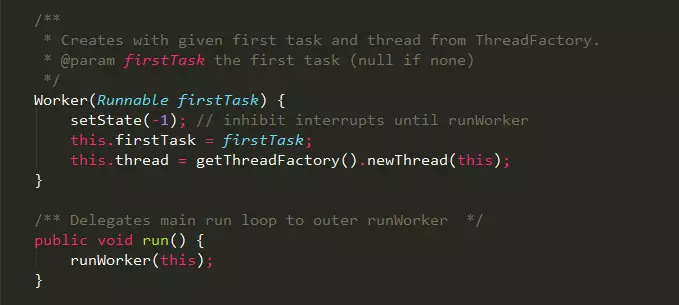 /**
 * Creates with given first task and thread from ThreadFactory.
 * @param firstTask the first task (null if none)
 */
Worker(Runnable firstTask) {
    setState(-1); // inhibit interrupts until runWorker
    this.firstTask = firstTask;
    this.thread = getThreadFactory().newThread(this);
}

/** Delegates main run loop to outer runWorker  */
public void run() {
    runWorker(this);
}